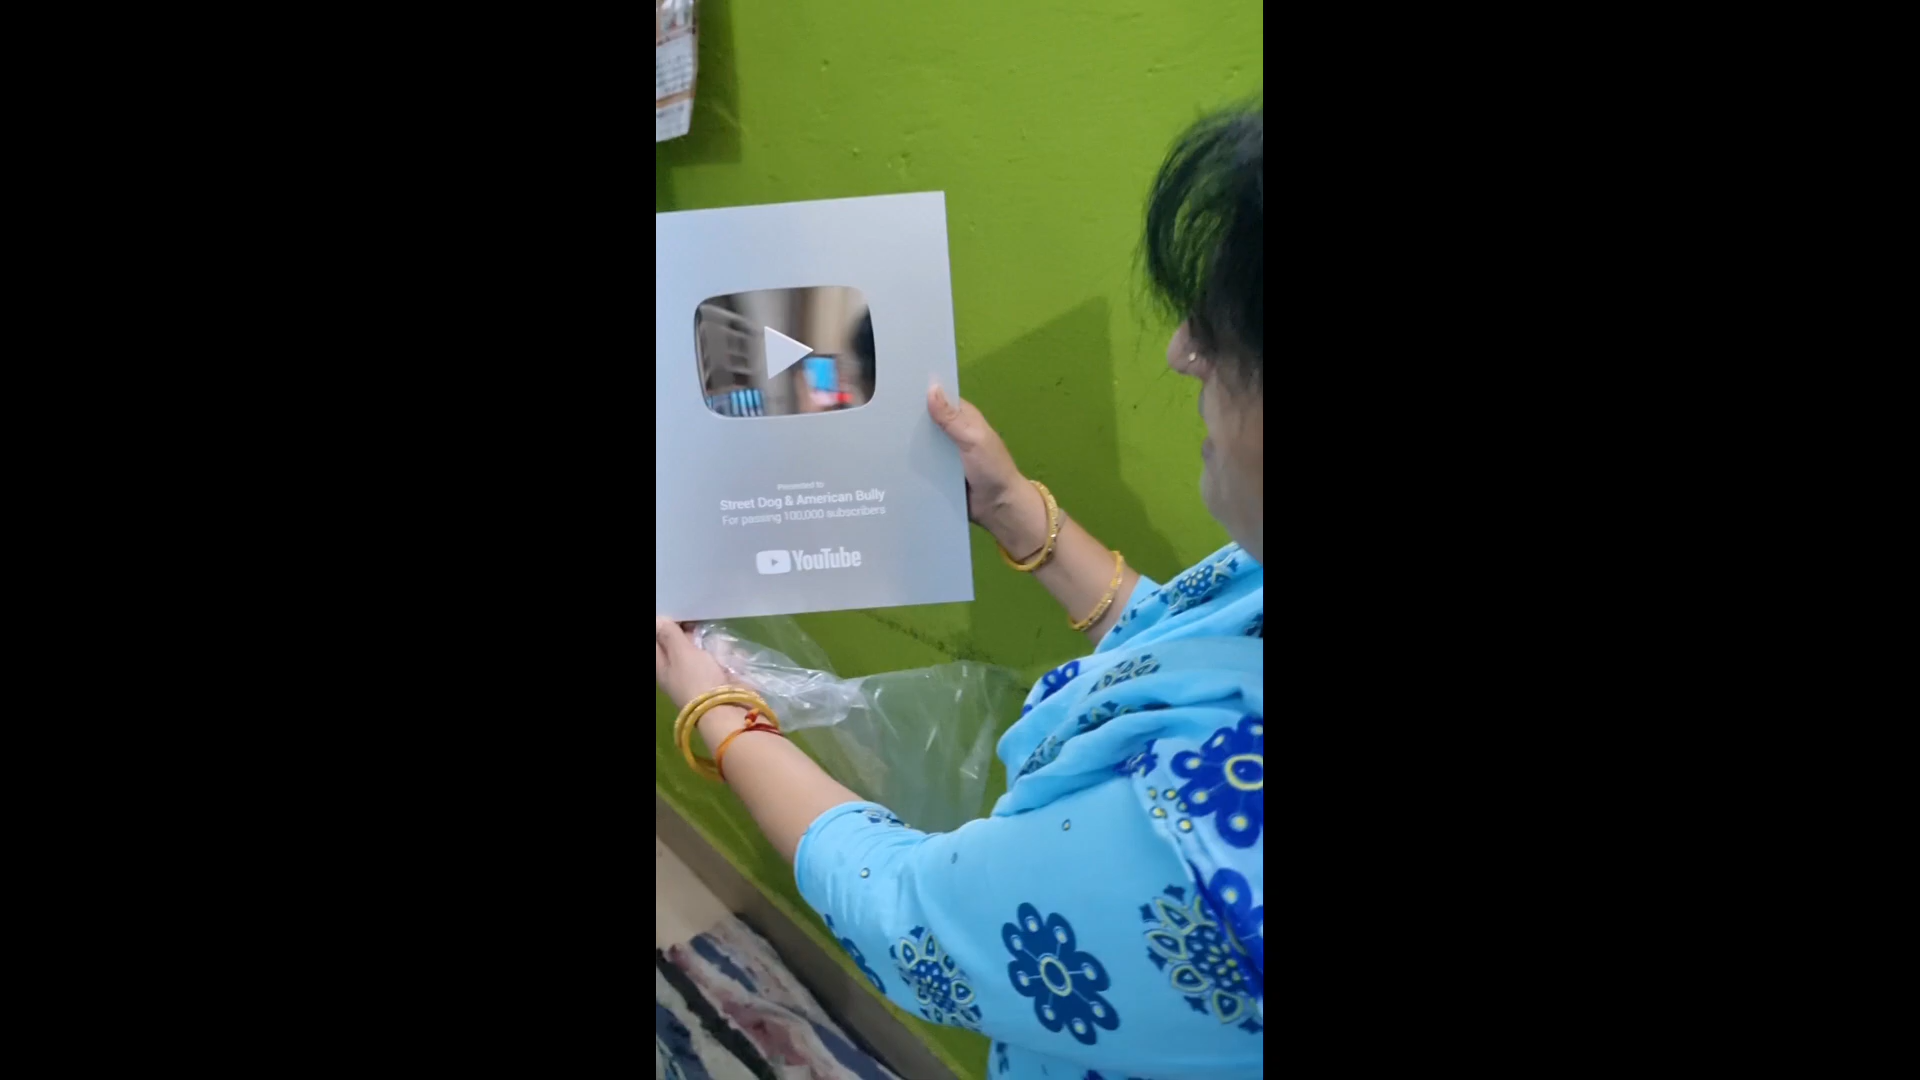 Presented to
Street Dog & American Bully
For passing 100,000 subscribers
YouTube